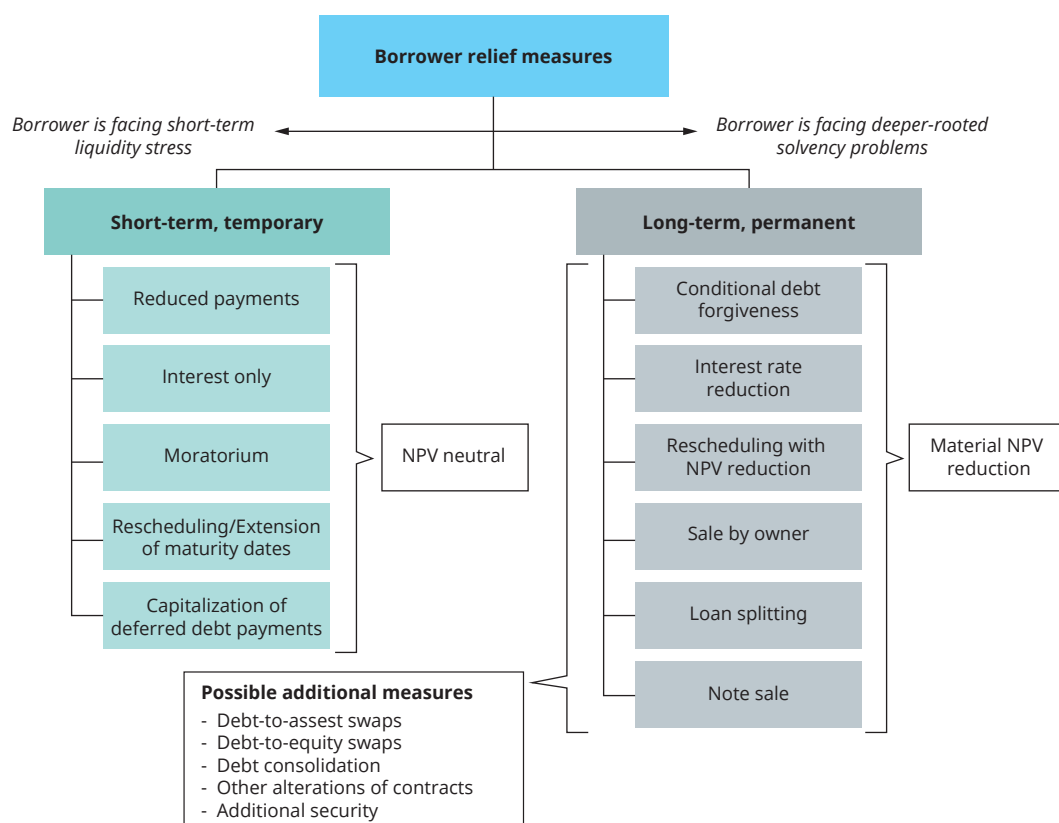 Borrower relief measures
Borrower is facing short-term
liquidity stress
Borrower is facing deeper-rooted
solvency problems
Short-term, temporary
Reduced payments
Interest only
Moratorium
Rescheduling/Extension
of maturity dates
Capitalization of
deferred debt payments
NPV neutral
Long-term, permanent
Conditional debt
forgiveness
Interest rate
reduction
Rescheduling with
NPV reduction
Sale by owner
Loan splitting
Note sale
Material NPV
reduction
Possible additional measures
- Debt-to-assest swaps
- Debt-to-equity swaps
- Debt consolidation
- Other alterations of contracts
- Additional security